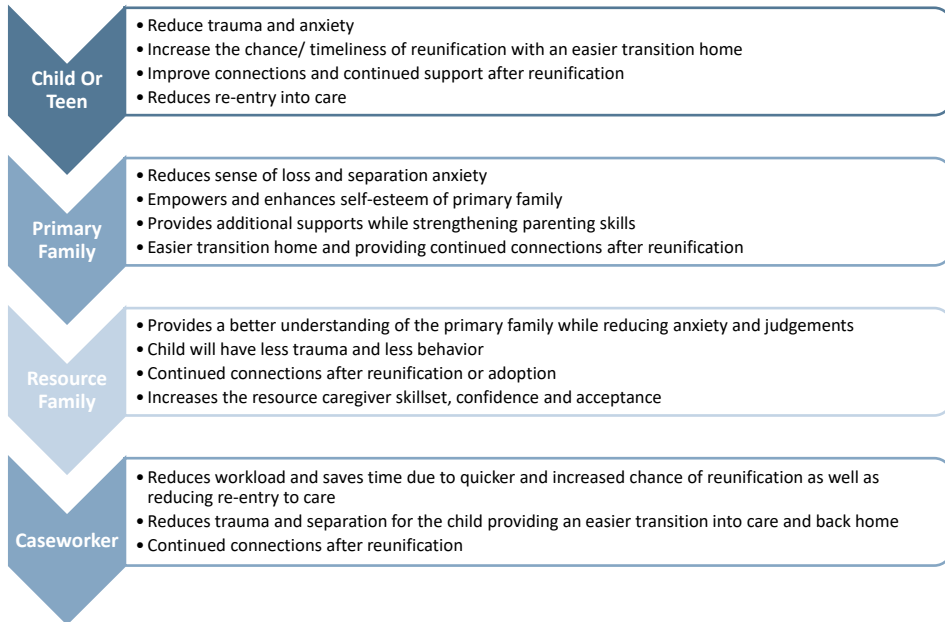 Child Or
Teen
• Reduce trauma and anxiety
• Increase the chance/ timeliness of reunification with an easier transition home
• Improve connections and continued support after reunification
• Reduces re-entry into care
Primary
Family
• Reduces sense of loss and separation anxiety
• Empowers and enhances self-esteem of primary family
• Provides additional supports while strengthening parenting skills
• Easier transition home and providing continued connections after reunification
Resource
Family
• Provides a better understanding of the primary family while reducing anxiety and judgements
• Child will have less trauma and less behavior
• Continued connections after reunification or adoption
• Increases the resource caregiver skillset, confidence and acceptance
Caseworker
• Reduces workload and saves time due to quicker and increased chance of reunification as well as
reducing re-entry to care
• Reduces trauma and separation for the child providing an easier transition into care and back home
• Continued connections after reunification